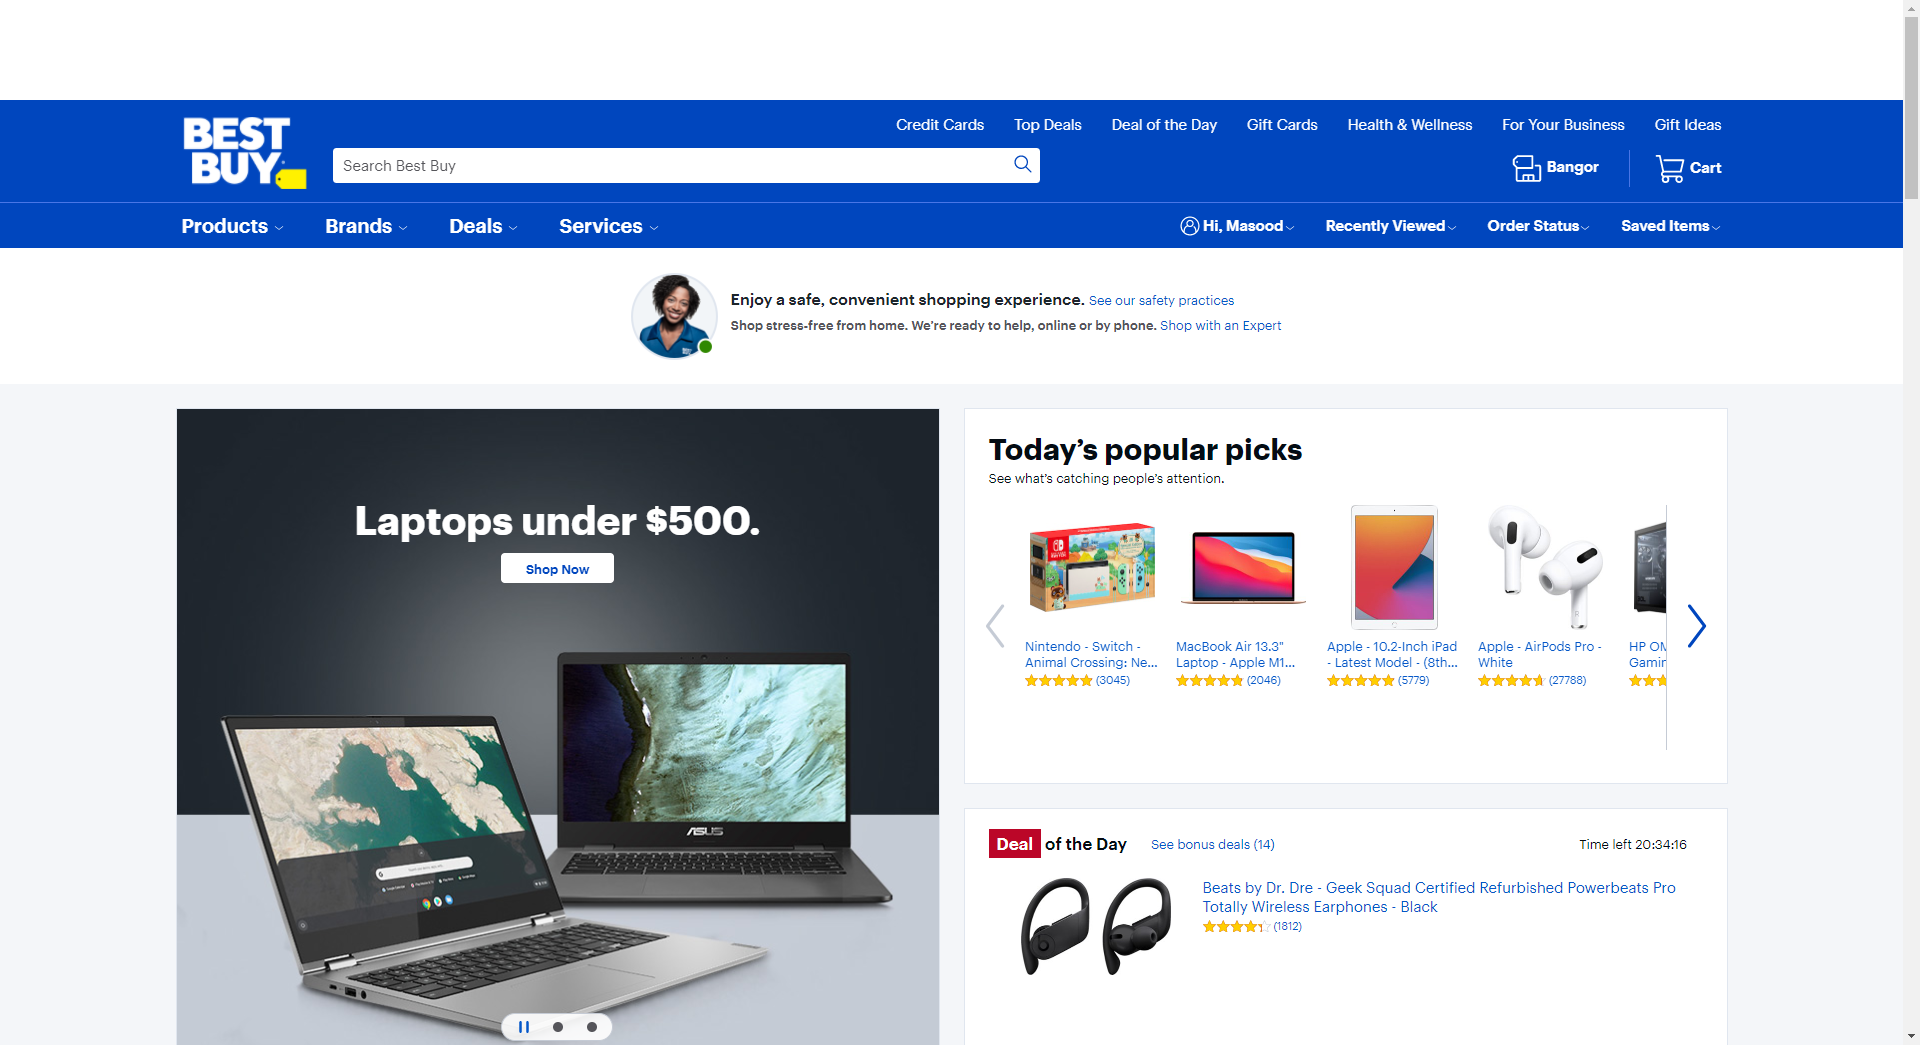 Credit Cards
Top Deals
Deal of the Day
Gift Cards
Health & Wellness
For Your Business
Gift Ideas
BEST
BUY
Search Best Buy
Bangor
Cart
Products
Brands
Deals
Services
Hi, Masood
Recently Viewed
Order Status
Saved Items
Enjoy a safe, convenient shopping experience. See our safety practices
Shop stress-free from home. We're ready to help, online or by phone. Shop with an Expert
Laptops under $500.
Shop Now
ASUS
Today's popular picks
See what's catching people's attention.
Nintendo - Switch -
Animal Crossing: Ne...
(3045)
MacBook Air 13.3"
Laptop - Apple M1...
(2046)
Apple - 10.2-Inch iPad
- Latest Model - (8th...
(5779)
Apple - AirPods Pro -
White
(27788)
HP OM
Gamin
Deal of the Day
See bonus deals (14)
Time left 20:34:16
Beats by Dr. Dre - Geek Squad Certified Refurbished Powerbeats Pro
Totally Wireless Earphones - Black
(1812)